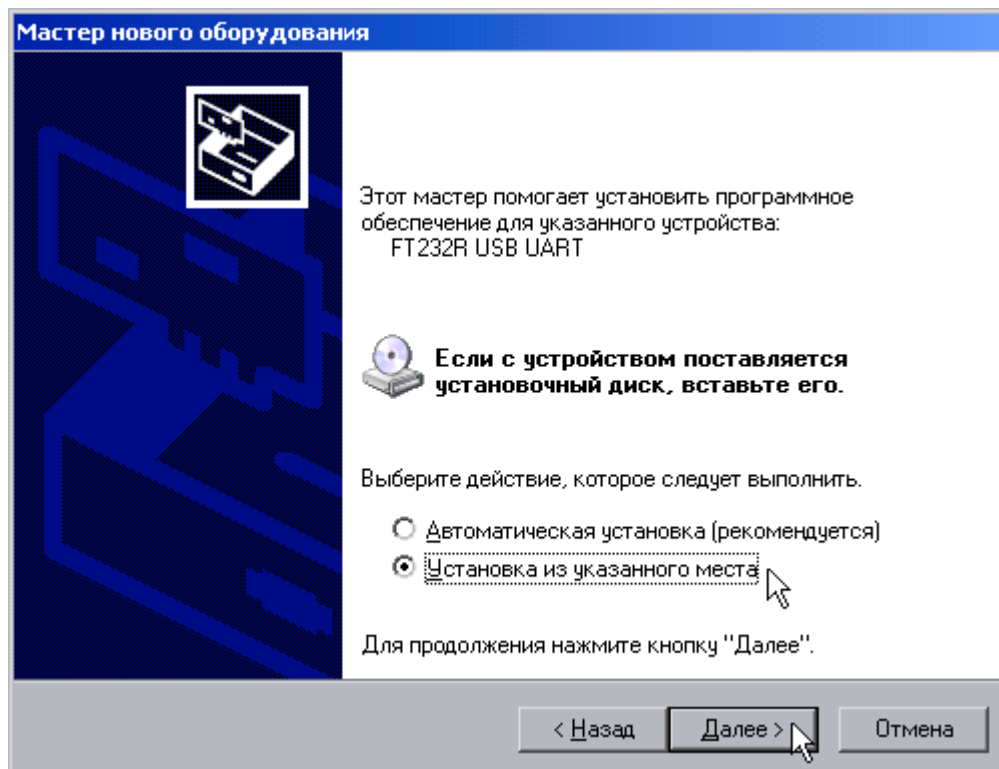 Мастер нового оборудования
Этот мастер помогает установить программное
обеспечение для указанного устройства:
FT232R USB UART
Если с устройством поставляется
установочный диск, вставьте его.
Выберите действие, которое следует выполнить.
Автоматическая установка (рекомендуется)
Установка из указанного места
Для продолжения нажмите кнопку "Далее".
< Назад Далее > Отмена